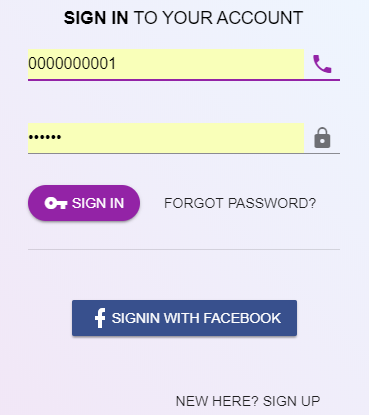 SIGN IN TO YOUR ACCOUNT
0000000001
••••••
SIGN IN FORGOT PASSWORD?
f SIGNIN WITH FACEBOOK
NEW HERE? SIGN UP